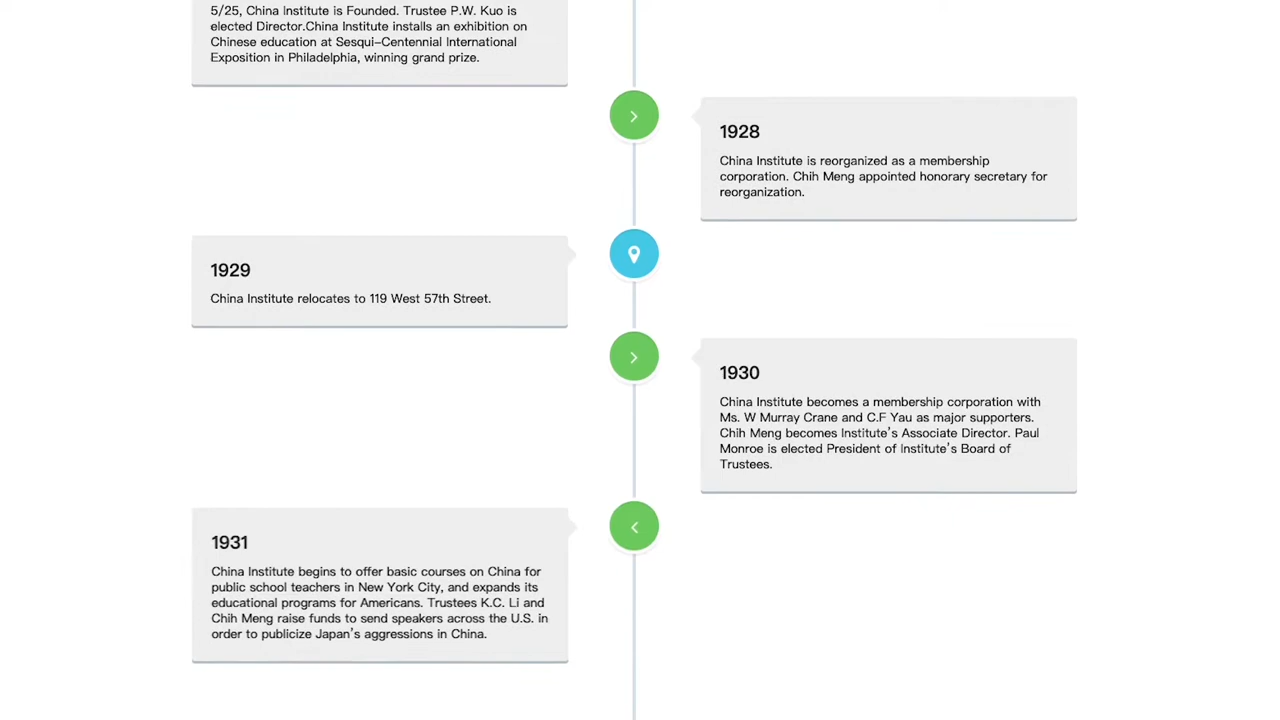 5/25, China Institute is Founded. Trustee P.W. Kuo is
elected Director.China Institute installs an exhibition on
Chinese education at Sesqui-Centennial International
Exposition in Philadelphia, winning grand prize.
1928
China Institute is reorganized as a membership
corporation. Chih Meng appointed honorary secretary for
reorganization.
1929
China Institute relocates to 119 West 57th Street.
1930
China Institute becomes a membership corporation with
Ms. W Murray Crane and C.F Yau as major supporters.
Chih Meng becomes Institute's Associate Director. Paul
Monroe is elected President of Institute's Board of
Trustees.
1931
China Institute begins to offer basic courses on China for
public school teachers in New York City, and expands its
educational programs for Americans. Trustees K.C. Li and
Chih Meng raise funds to send speakers across the U.S. in
order to publicize Japan's aggressions in China.